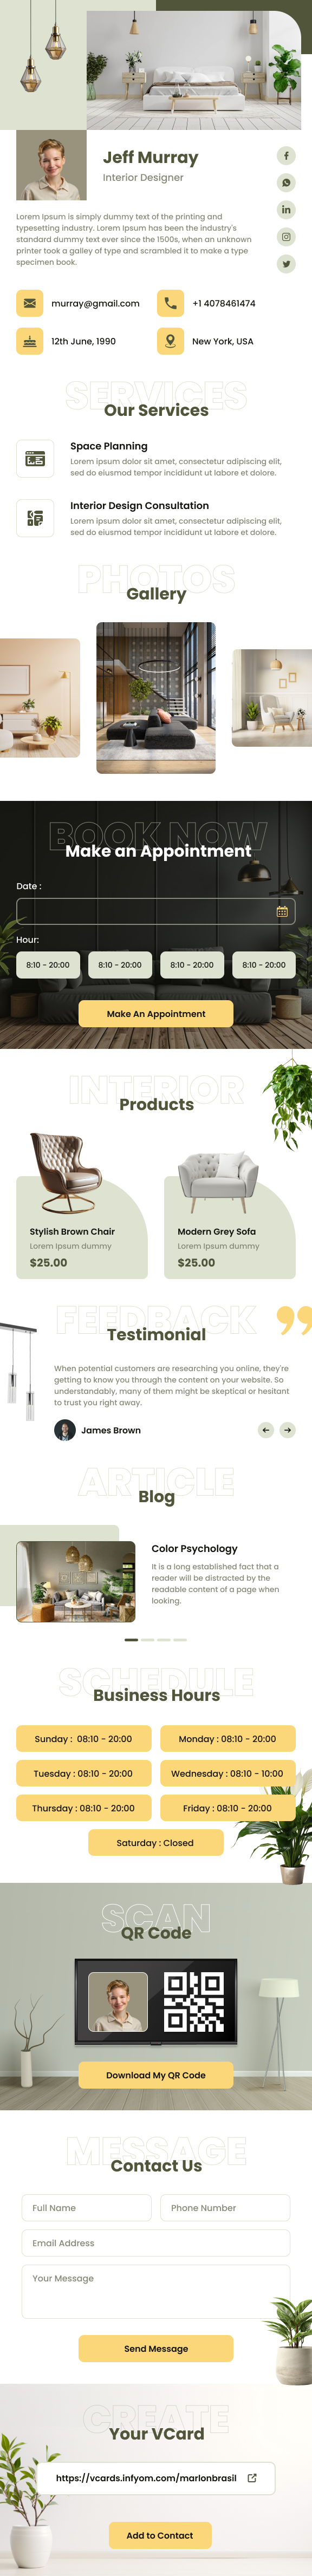 Jeff Murray
Interior Designer
Lorem Ipsum is simply dummy text of the printing and
typesetting industry. Lorem Ipsum has been the industry's
standard dummy text ever since the 1500s, when an unknown
printer took a galley of type and scrambled it to make a type
specimen book.
murray@gmail.com
+1 4078461474
12th June, 1990
New York, USA
SERVICES
Our Services
Space Planning
Lorem ipsum dolor sit amet, consectetur adipiscing elit,
sed do eiusmod tempor incididunt ut labore et dolore.
Interior Design Consultation
Lorem ipsum dolor sit amet, consectetur adipiscing elit,
sed do eiusmod tempor incididunt ut labore et dolore.
PHOTOS
Gallery
BOOK NOW
Make an Appointment
Date :
Hour:
8:10 - 20:00
8:10 - 20:00
8:10 - 20:00
8:10 - 20:00
Make An Appointment
INTERIOR
Products
Stylish Brown Chair
Lorem Ipsum dummy
$25.00
Modern Grey Sofa
Lorem Ipsum dummy
$25.00
FEEDBACK
Testimonial
When potential customers are researching you online, they're
getting to know you through the content on your website. So
understandably, many of them might be skeptical or hesitant
to trust you right away.
James Brown
ARTICLE
Blog
Color Psychology
It is a long established fact that a
reader will be distracted by the
readable content of a page when
looking.
SCHEDULE
Business Hours
Sunday : 08:10 - 20:00
Monday : 08:10 - 20:00
Tuesday : 08:10 - 20:00
Wednesday : 08:10 - 10:00
Thursday : 08:10 - 20:00
Friday : 08:10 - 20:00
Saturday : Closed
SCAN
QR Code
Download My QR Code
MESSAGE
Contact Us
Full Name
Phone Number
Email Address
Your Message
Send Message
CREATE
Your VCard
https://vcards.infyom.com/marlonbrasil
Add to Contact